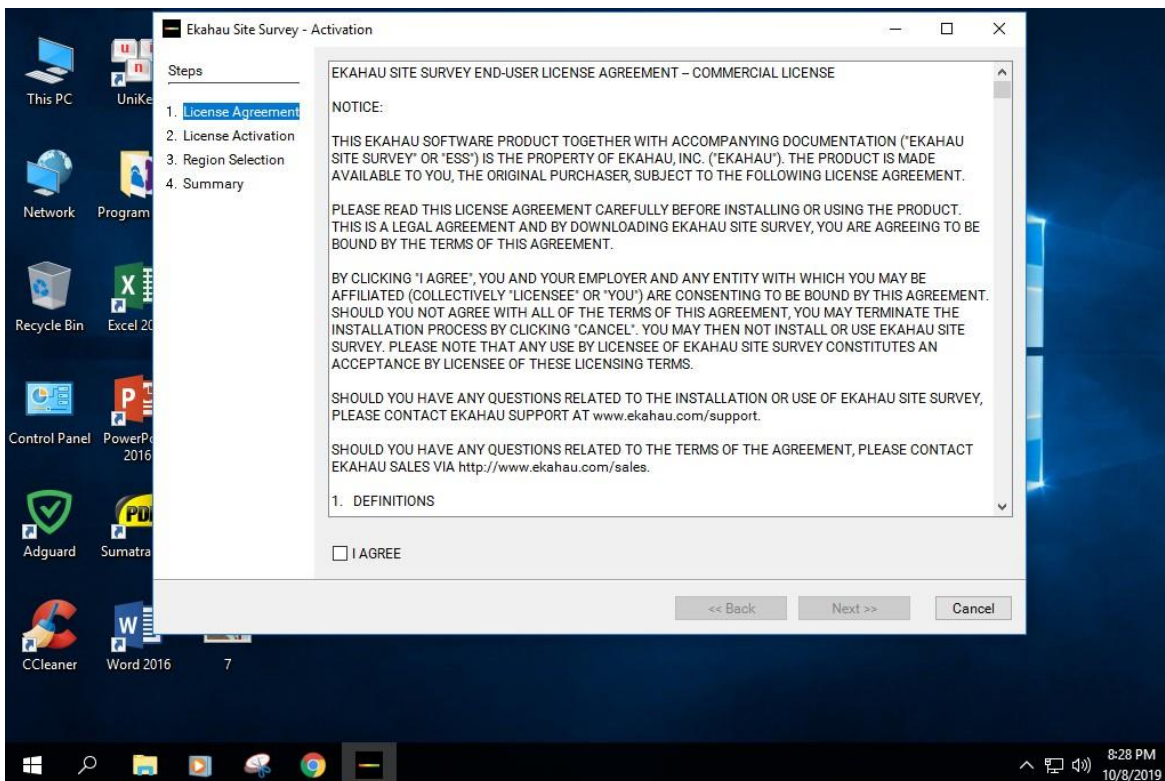 Ekahau Site Survey - Activation
Steps
1. License Agreement
2. License Activation
3. Region Selection
4. Summary
EKAHAU SITE SURVEY END-USER LICENSE AGREEMENT – COMMERCIAL LICENSE
NOTICE:
THIS EKAHAU SOFTWARE PRODUCT TOGETHER WITH ACCOMPANYING DOCUMENTATION ("EKAHAU
SITE SURVEY" OR "ESS") IS THE PROPERTY OF EKAHAU, INC. ("EKAHAU"). THE PRODUCT IS MADE
AVAILABLE TO YOU, THE ORIGINAL PURCHASER, SUBJECT TO THE FOLLOWING LICENSE AGREEMENT.
PLEASE READ THIS LICENSE AGREEMENT CAREFULLY BEFORE INSTALLING OR USING THE PRODUCT.
THIS IS A LEGAL AGREEMENT AND BY DOWNLOADING EKAHAU SITE SURVEY, YOU ARE AGREEING TO BE
BOUND BY THE TERMS OF THIS AGREEMENT.
BY CLICKING "I AGREE", YOU AND YOUR EMPLOYER AND ANY ENTITY WITH WHICH YOU MAY BE
AFFILIATED (COLLECTIVELY "LICENSEE" OR "YOU") ARE CONSENTING TO BE BOUND BY THIS AGREEMENT.
SHOULD YOU NOT AGREE WITH ALL OF THE TERMS OF THIS AGREEMENT, YOU MAY TERMINATE THE
INSTALLATION PROCESS BY CLICKING "CANCEL". YOU MAY THEN NOT INSTALL OR USE EKAHAU SITE
SURVEY. PLEASE NOTE THAT ANY USE BY LICENSEE OF EKAHAU SITE SURVEY CONSTITUTES AN
ACCEPTANCE BY LICENSEE OF THESE LICENSING TERMS.
SHOULD YOU HAVE ANY QUESTIONS RELATED TO THE INSTALLATION OR USE OF EKAHAU SITE SURVEY,
PLEASE CONTACT EKAHAU SUPPORT AT www.ekahau.com/support.
SHOULD YOU HAVE ANY QUESTIONS RELATED TO THE TERMS OF THE AGREEMENT, PLEASE CONTACT
EKAHAU SALES VIA http://www.ekahau.com/sales.
1. DEFINITIONS
I AGREE
<< Back
Next >>
Cancel
This PC
UniKe
Network
Program
Recycle Bin
Excel 20
Control Panel
PowerPo
2016
Adguard
Sumatra
CCleaner
Word 2016
7
8:28 PM
10/8/2019